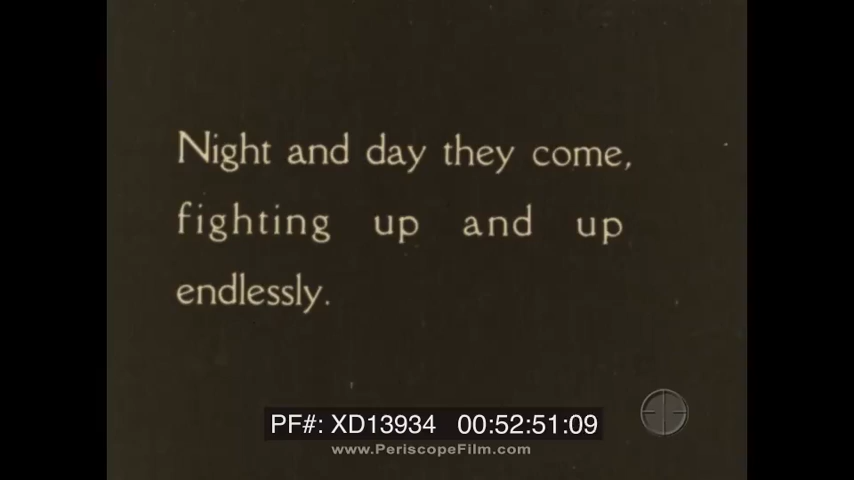 Night and day they come,
fighting up and up
endlessly.
PF#: XD13934 00:52:51:09
www.PeriscopeFilm.com